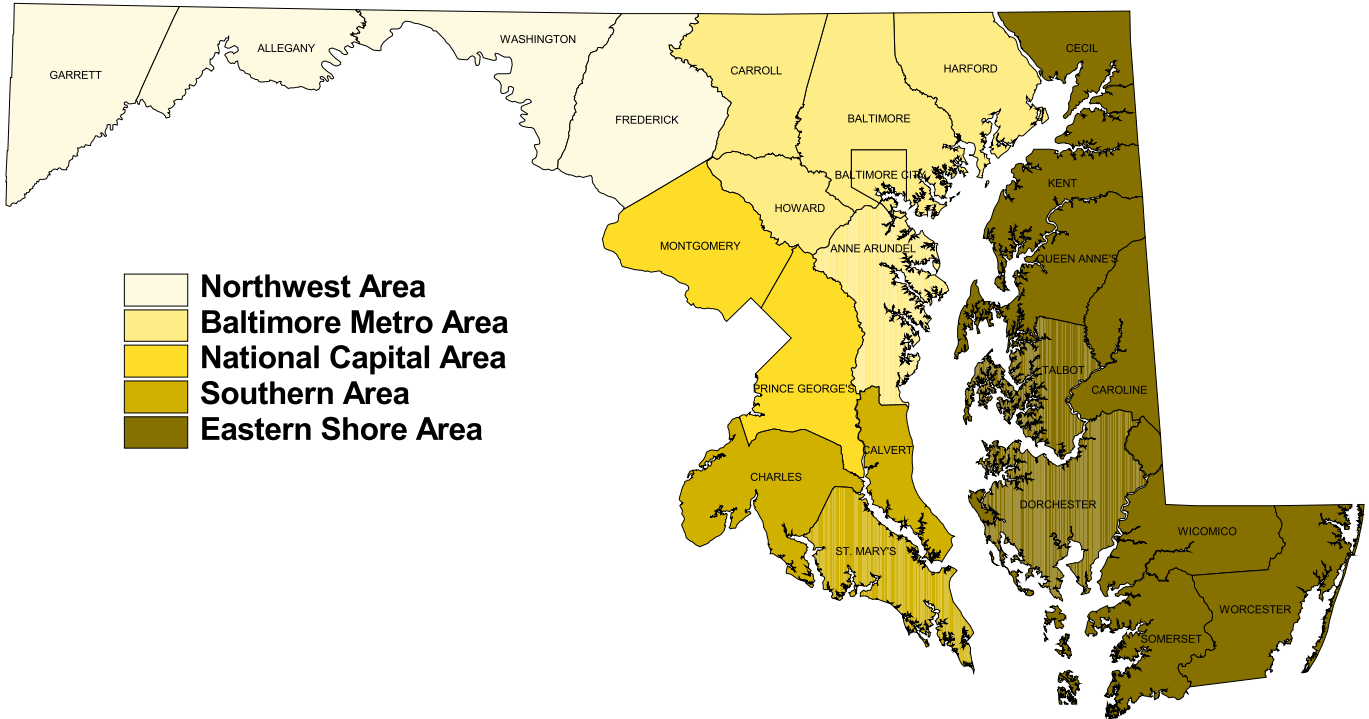 GARRETT
ALLEGANY
WASHINGTON
FREDERICK
CARROLL
BALTIMORE
HARFORD
CECIL
BALTIMORE CITY
KENT
HOWARD
MONTGOMERY
ANNE ARUNDEL
QUEEN ANNE'S
Northwest Area
Baltimore Metro Area
National Capital Area
Southern Area
Eastern Shore Area
PRINCE GEORGE'S
TALBOT
CAROLINE
CALVERT
CHARLES
DORCHESTER
ST. MARY'S
WICOMICO
WORCESTER
SOMERSET